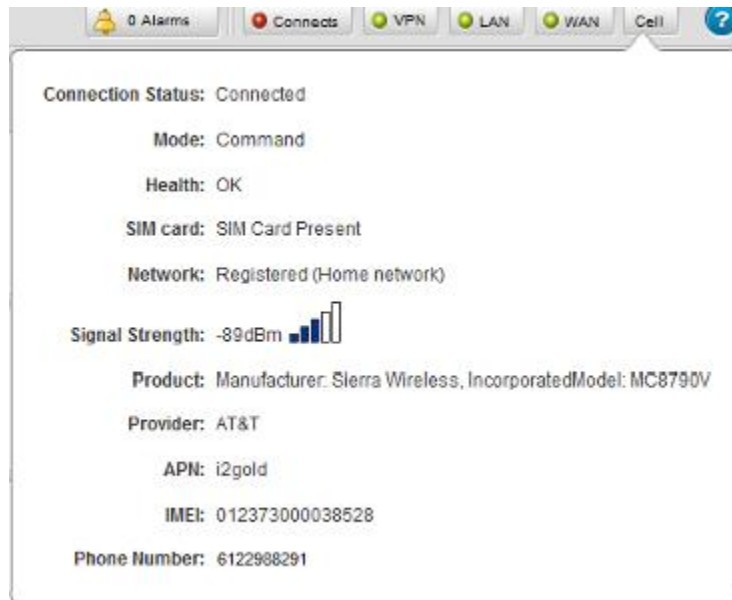 0 Alarms Connects VPN LAN WAN Cell ?
Connection Status: Connected
Mode: Command
Health: OK
SIM card: SIM Card Present
Network: Registered (Home network)
Signal Strength: -89dBm
Product: Manufacturer: Sierra Wireless, IncorporatedModel: MC8790V
Provider: AT&T
APN: i2gold
IMEI: 012373000038528
Phone Number: 6122988291